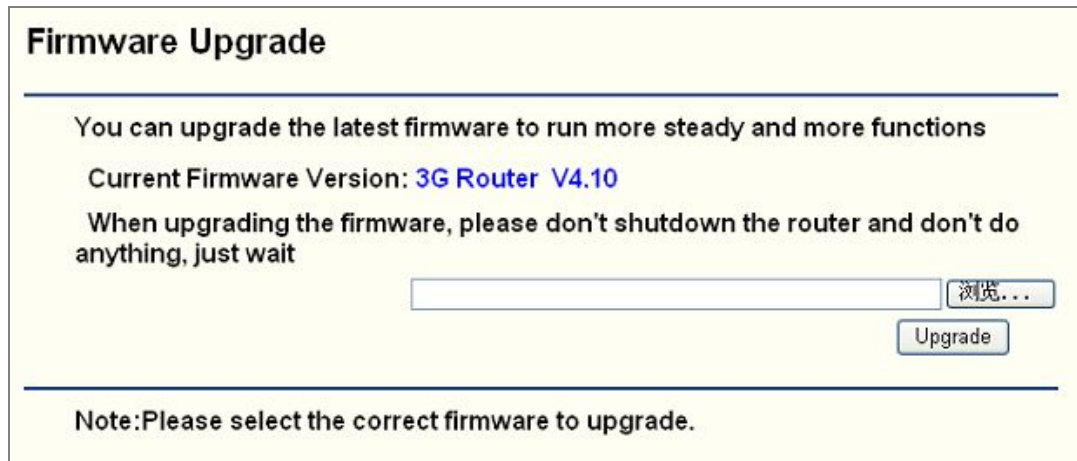 Firmware Upgrade
You can upgrade the latest firmware to run more steady and more functions
Current Firmware Version: 3G Router V4.10
When upgrading the firmware, please don't shutdown the router and don't do
anything, just wait
浏览...
Upgrade
Note:Please select the correct firmware to upgrade.